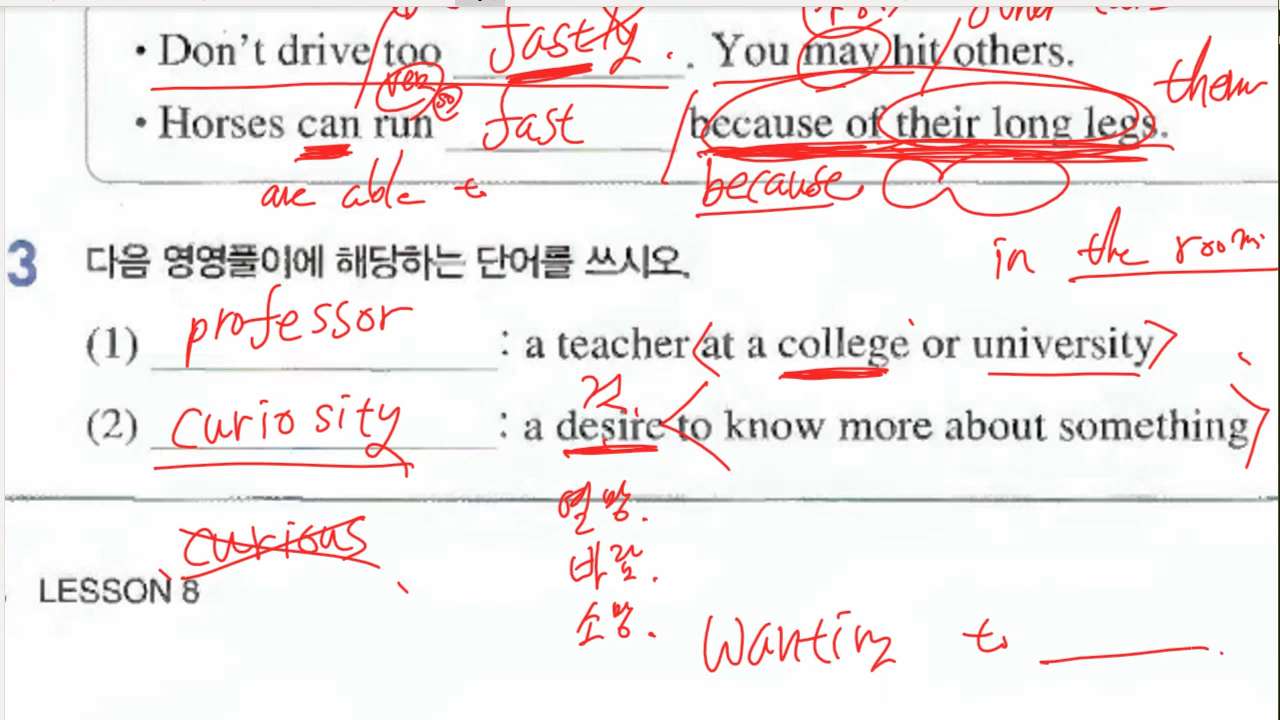 • Don't drive too fastly. You may hit others.
them
very so
• Horses can run fast because of their long legs.
are able to because
in the room.
3 다음 영영풀이에 해당하는 단어를 쓰시오.
(1) professor : a teacher at a college or university
것
(2) curiosity : a desire to know more about something
열망.
curious
바람.
LESSON 8
소망.
Wanting to